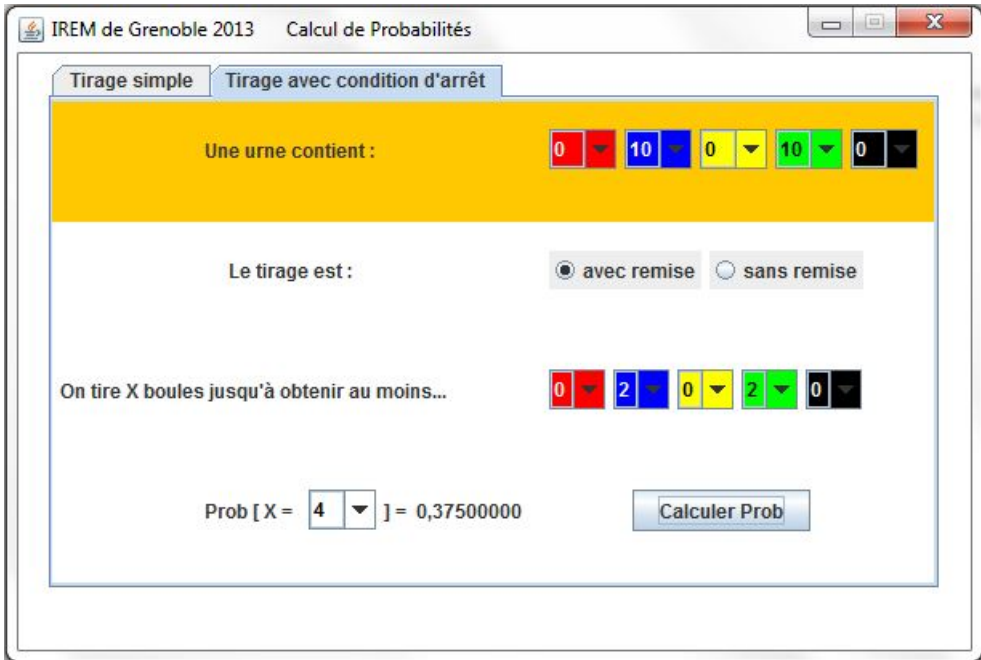 IREM de Grenoble 2013 Calcul de Probabilités
Tirage simple Tirage avec condition d'arrêt
Une urne contient : 0 10 0 10 0
Le tirage est : avec remise sans remise
On tire X boules jusqu'à obtenir au moins... 0 2 0 2 0
Prob [ X = 4 ] = 0,37500000 Calculer Prob